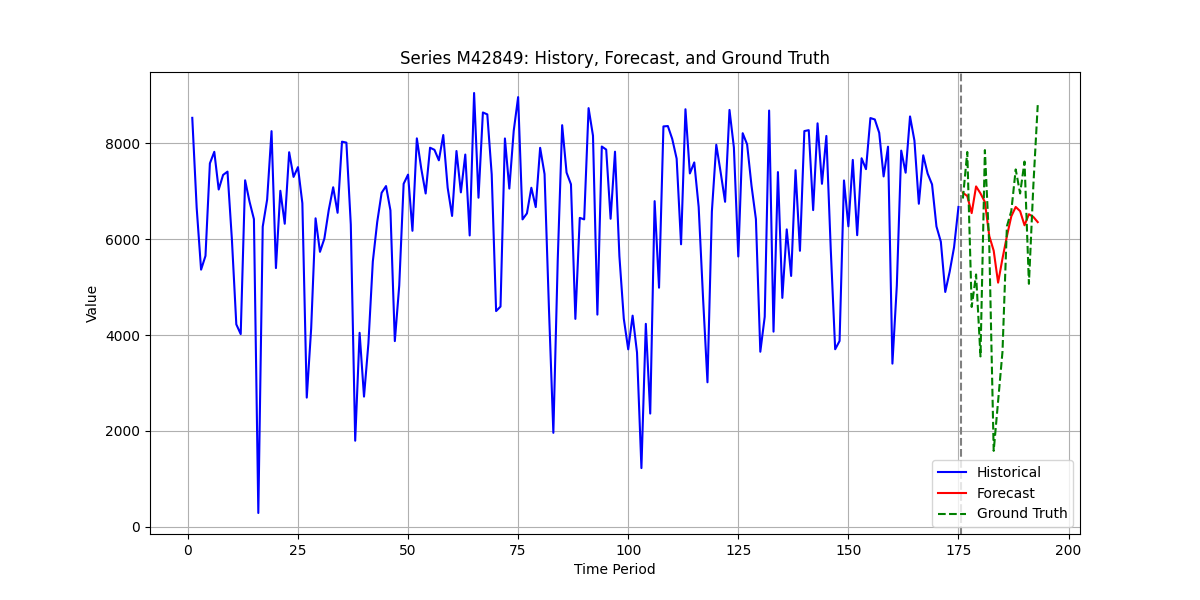 Series M42849: History, Forecast, and Ground Truth
Value
8000
6000
4000
2000
0
0 25 50 75 100 125 150 175 200
Time Period
Historical
Forecast
Ground Truth